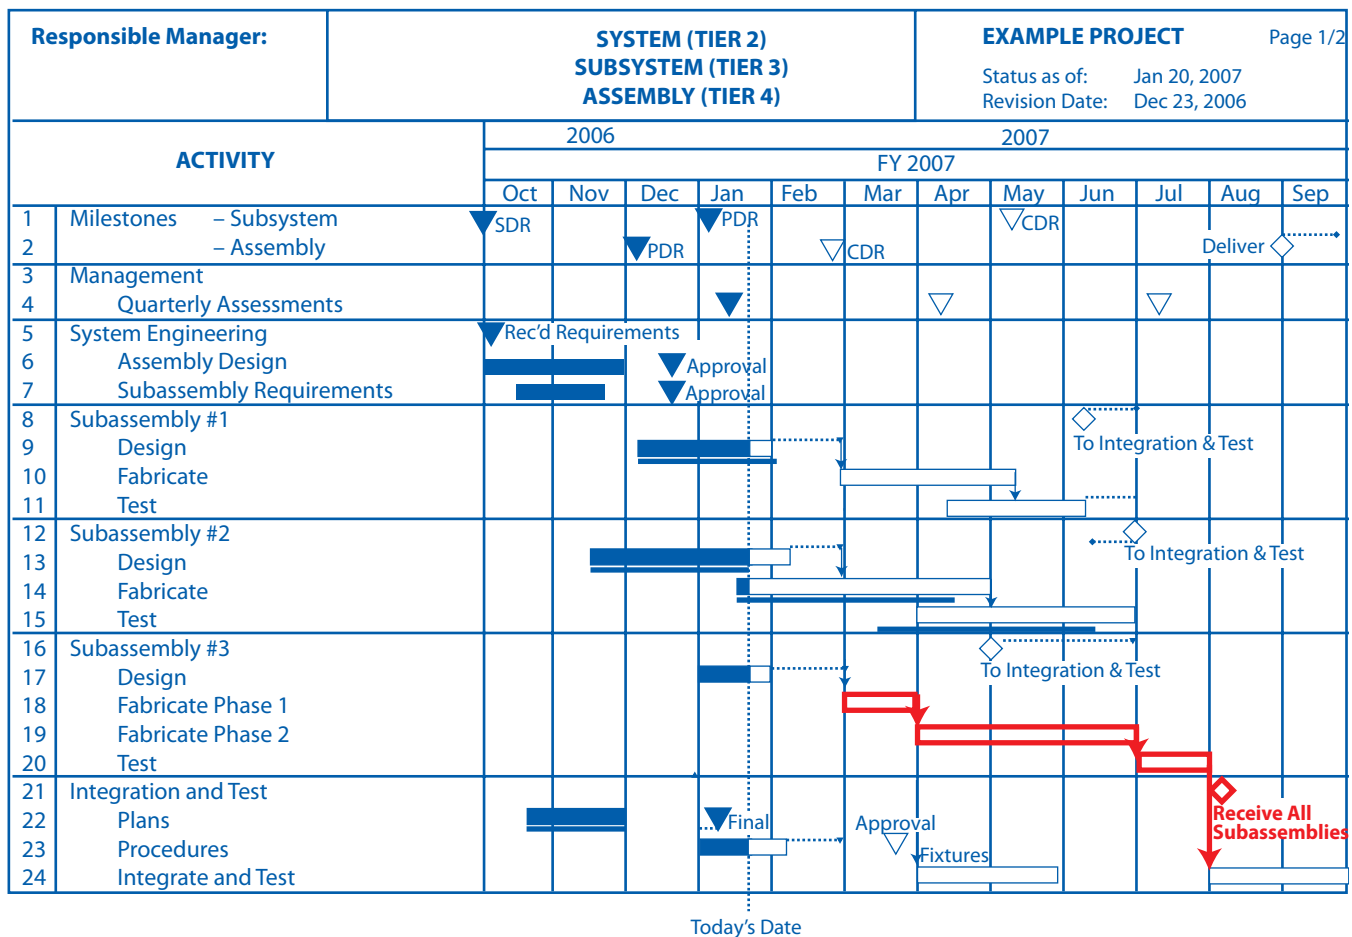 Responsible Manager:
SYSTEM (TIER 2)
SUBSYSTEM (TIER 3)
ASSEMBLY (TIER 4)
EXAMPLE PROJECT Page 1/2
Status as of: Jan 20, 2007
Revision Date: Dec 23, 2006
ACTIVITY
2006 2007
FY 2007
Oct Nov Dec Jan Feb Mar Apr May Jun Jul Aug Sep
1 Milestones – Subsystem SDR PDR CDR
2 – Assembly PDR CDR Deliver
3 Management
4 Quarterly Assessments
5 System Engineering Rec'd Requirements
6 Assembly Design Approval
7 Subassembly Requirements Approval
8 Subassembly #1
To Integration & Test
9 Design
10 Fabricate
11 Test
12 Subassembly #2
To Integration & Test
13 Design
14 Fabricate
15 Test
16 Subassembly #3
To Integration & Test
17 Design
18 Fabricate Phase 1
19 Fabricate Phase 2
20 Test
21 Integration and Test
Receive All
Subassemblies
22 Plans Final Approval
23 Procedures Fixtures
24 Integrate and Test
Today's Date